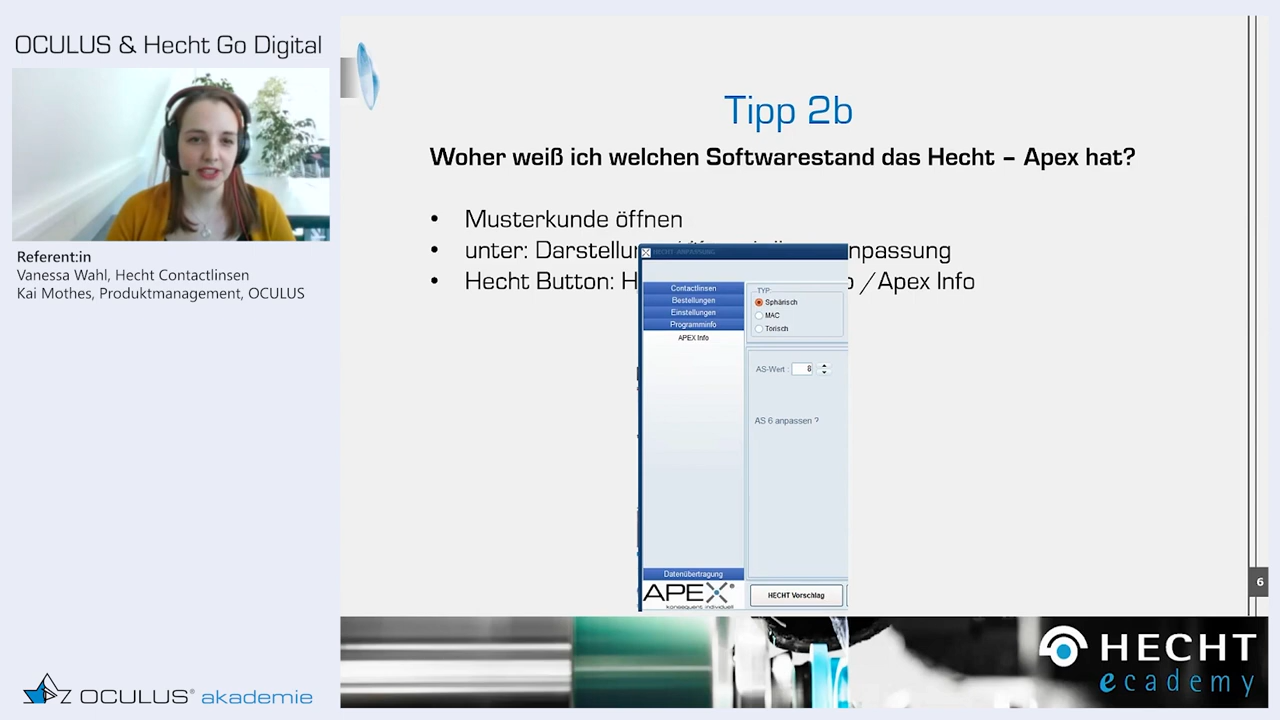 OCULUS & Hecht Go Digital
Referent:in
Vanessa Wahl, Hecht Contactlinsen
Kai Mothes, Produktmanagement, OCULUS
OCULUS® akademie
Tipp 2b
Woher weiß ich welchen Softwarestand das Hecht – Apex hat?
• Musterkunde öffnen
• unter: Darstellu npassung
• Hecht Button: H / Apex Info
HECHT ANPASSUNG
Contactlinsen
Bestellungen
Einstellungen
Programminfo
APEX Info
Datenübertragung
APEX®
konsequent individuell
TYP
Sphärisch
MAC
Torisch
AS-Wert : 8
AS 6 anpassen ?
HECHT Vorschlag
6
HECHT
ecademy